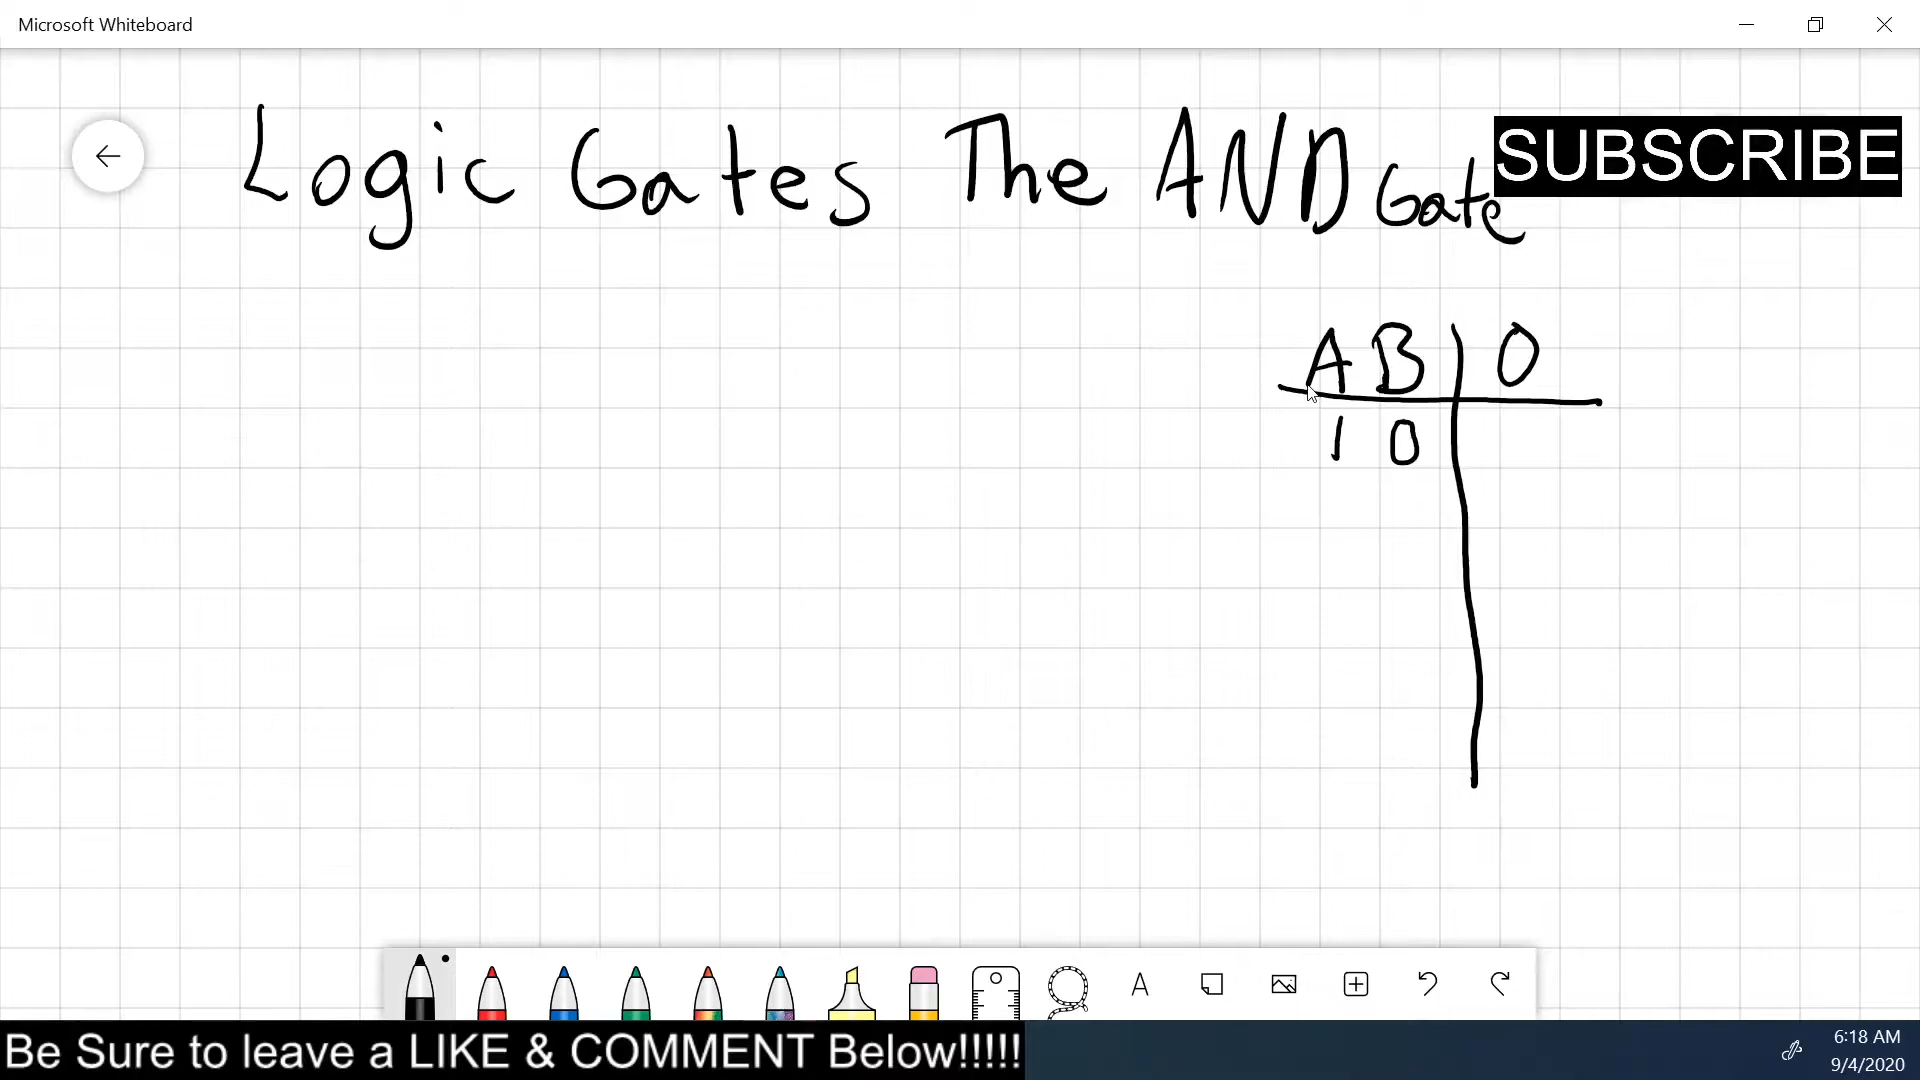 Microsoft Whiteboard
Logic Gates The AND Gate
SUBSCRIBE
A B O
1 0
A
Be Sure to leave a LIKE & COMMENT Below!!!!!
6:18 AM
9/4/2020